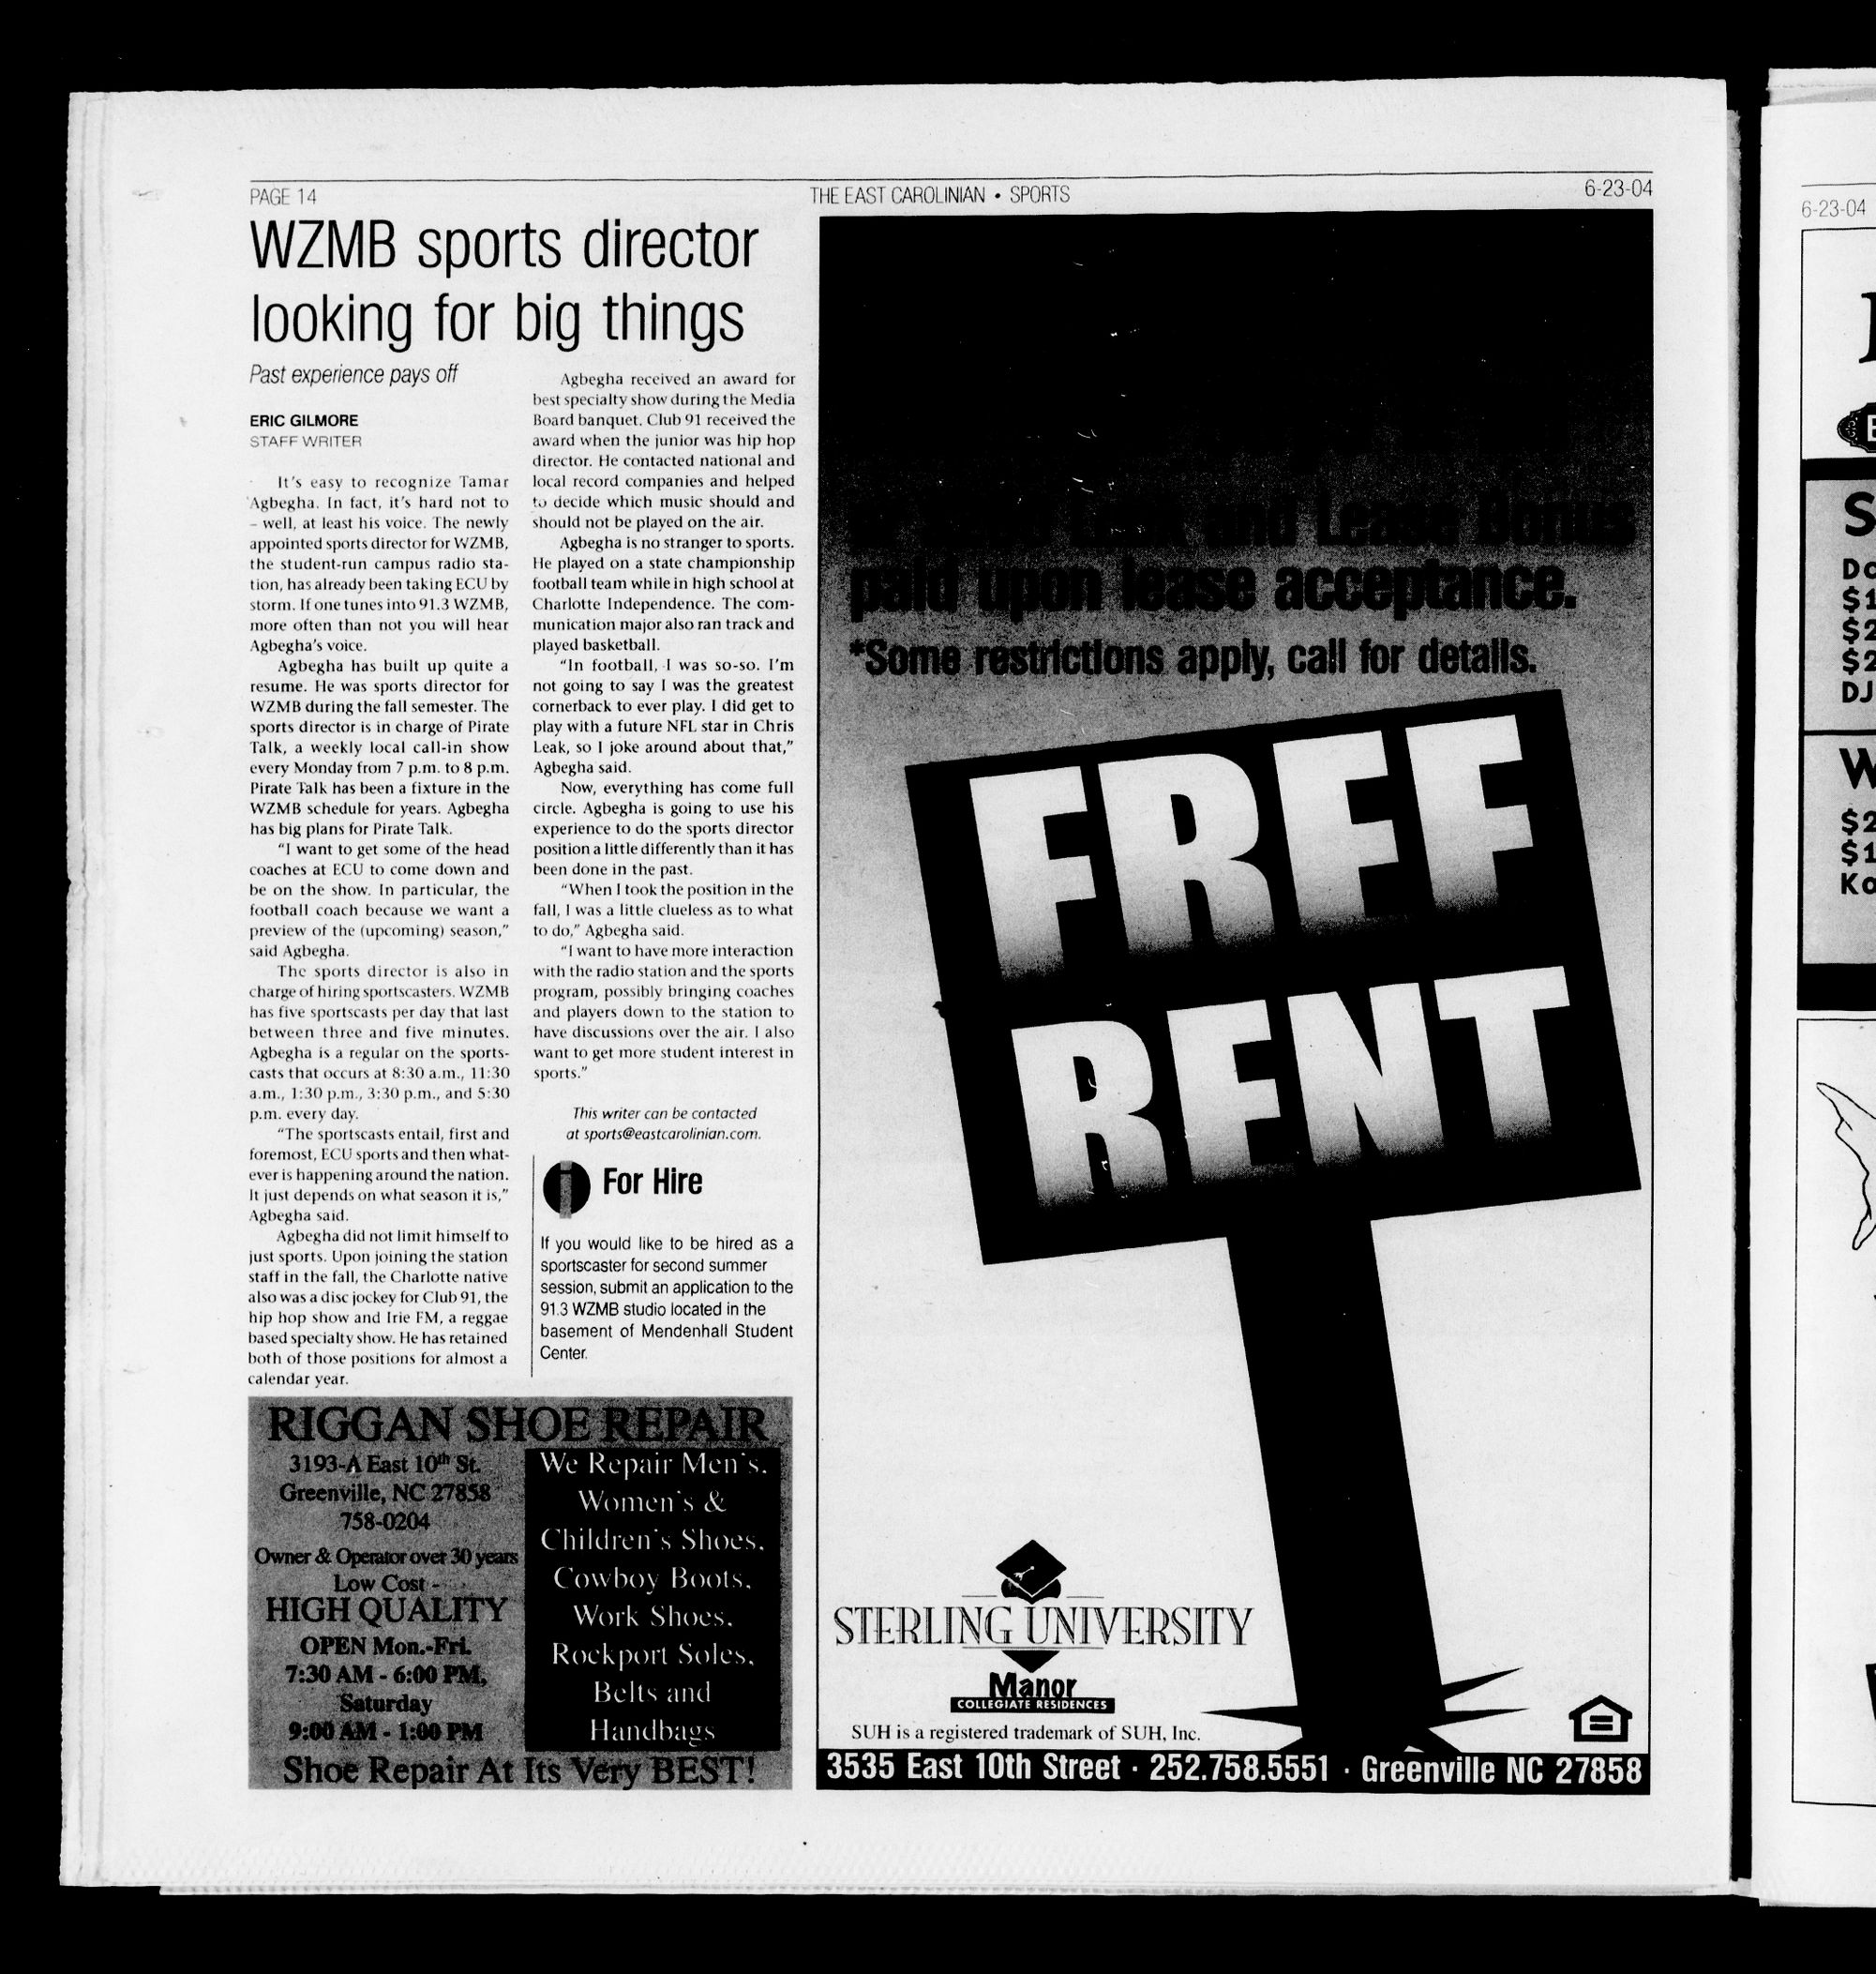 PAGE 14
THE EAST CAROLINIAN • SPORTS
6-23-04
WZMB sports director
looking for big things
Past experience pays off
ERIC GILMORE
STAFF WRITER
It's easy to recognize Tamar
Agbegha. In fact, it's hard not to
– well, at least his voice. The newly
appointed sports director for WZMB,
the student-run campus radio sta-
tion, has already been taking ECU by
storm. If one tunes into 91.3 WZMB,
more often than not you will hear
Agbegha's voice.
Agbegha has built up quite a
resume. He was sports director for
WZMB during the fall semester. The
sports director is in charge of Pirate
Talk, a weekly local call-in show
every Monday from 7 p.m. to 8 p.m.
Pirate Talk has been a fixture in the
WZMB schedule for years. Agbegha
has big plans for Pirate Talk.
"I want to get some of the head
coaches at ECU to come down and
be on the show. In particular, the
football coach because we want a
preview of the (upcoming) season,"
said Agbegha.
The sports director is also in
charge of hiring sportscasters. WZMB
has five sportscasts per day that last
between three and five minutes.
Agbegha is a regular on the sports-
casts that occurs at 8:30 a.m., 11:30
a.m., 1:30 p.m., 3:30 p.m., and 5:30
p.m. every day.
"The sportscasts entail, first and
foremost, ECU sports and then what-
ever is happening around the nation.
It just depends on what season it is,"
Agbegha said.
Agbegha did not limit himself to
just sports. Upon joining the station
staff in the fall, the Charlotte native
also was a disc jockey for Club 91, the
hip hop show and Irie FM, a reggae
based specialty show. He has retained
both of those positions for almost a
calendar year.
Agbegha received an award for
best specialty show during the Media
Board banquet. Club 91 received the
award when the junior was hip hop
director. He contacted national and
local record companies and helped
to decide which music should and
should not be played on the air.
Agbegha is no stranger to sports.
He played on a state championship
football team while in high school at
Charlotte Independence. The com-
munication major also ran track and
played basketball.
"In football, I was so-so. I'm
not going to say I was the greatest
cornerback to ever play. I did get to
play with a future NFL star in Chris
Leak, so I joke around about that,"
Agbegha said.
Now, everything has come full
circle. Agbegha is going to use his
experience to do the sports director
position a little differently than it has
been done in the past.
"When I took the position in the
fall, I was a little clueless as to what
to do," Agbegha said.
"I want to have more interaction
with the radio station and the sports
program, possibly bringing coaches
and players down to the station to
have discussions over the air. I also
want to get more student interest in
sports."
This writer can be contacted
at sports@eastcarolinian.com.
i For Hire
If you would like to be hired as a
sportscaster for second summer
session, submit an application to the
91.3 WZMB studio located in the
basement of Mendenhall Student
Center.
RIGGAN SHOE REPAIR
3193-A East 10th St.
Greenville, NC 27858
758-0204
Owner & Operator over 30 years
Low Cost -
HIGH QUALITY
OPEN Mon.-Fri.
7:30 AM - 6:00 PM,
Saturday
9:00 AM - 1:00 PM
We Repair Men's,
Women's &
Children's Shoes,
Cowboy Boots,
Work Shoes,
Rockport Soles,
Belts and
Handbags
Shoe Repair At Its Very BEST!
and Lease Bonus
paid upon lease acceptance.
*Some restrictions apply, call for details.
FREE
RENT
STERLING UNIVERSITY
Manor
COLLEGIATE RESIDENCES
SUH is a registered trademark of SUH, Inc.
3535 East 10th Street · 252.758.5551 · Greenville NC 27858
6-23-04